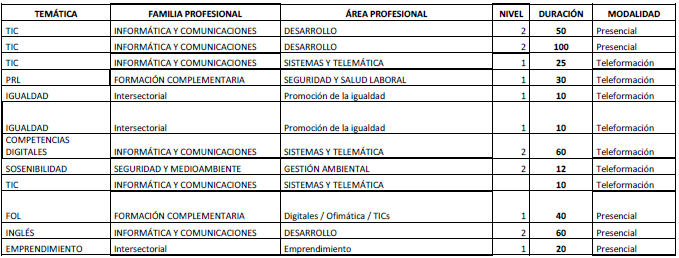 TEMÁTICA FAMILIA PROFESIONAL ÁREA PROFESIONAL NIVEL DURACIÓN MODALIDAD
TIC INFORMÁTICA Y COMUNICACIONES DESARROLLO 2 50 Presencial
TIC INFORMÁTICA Y COMUNICACIONES DESARROLLO 2 100 Presencial
TIC INFORMÁTICA Y COMUNICACIONES SISTEMAS Y TELEMÁTICA 1 25 Teleformación
PRL FORMACIÓN COMPLEMENTARIA SEGURIDAD Y SALUD LABORAL 1 30 Teleformación
IGUALDAD Intersectorial Promoción de la igualdad 1 10 Teleformación
IGUALDAD Intersectorial Promoción de la igualdad 1 10 Teleformación
COMPETENCIAS
DIGITALES INFORMÁTICA Y COMUNICACIONES SISTEMAS Y TELEMÁTICA 2 60 Teleformación
SOSENIBILIDAD SEGURIDAD Y MEDIOAMBIENTE GESTIÓN AMBIENTAL 2 12 Teleformación
TIC INFORMÁTICA Y COMUNICACIONES SISTEMAS Y TELEMÁTICA 10 Teleformación
FOL FORMACIÓN COMPLEMENTARIA Digitales / Ofimática / TICs 1 40 Presencial
INGLÉS INFORMÁTICA Y COMUNICACIONES DESARROLLO 2 60 Presencial
EMPRENDIMIENTO Intersectorial Emprendimiento 1 20 Presencial